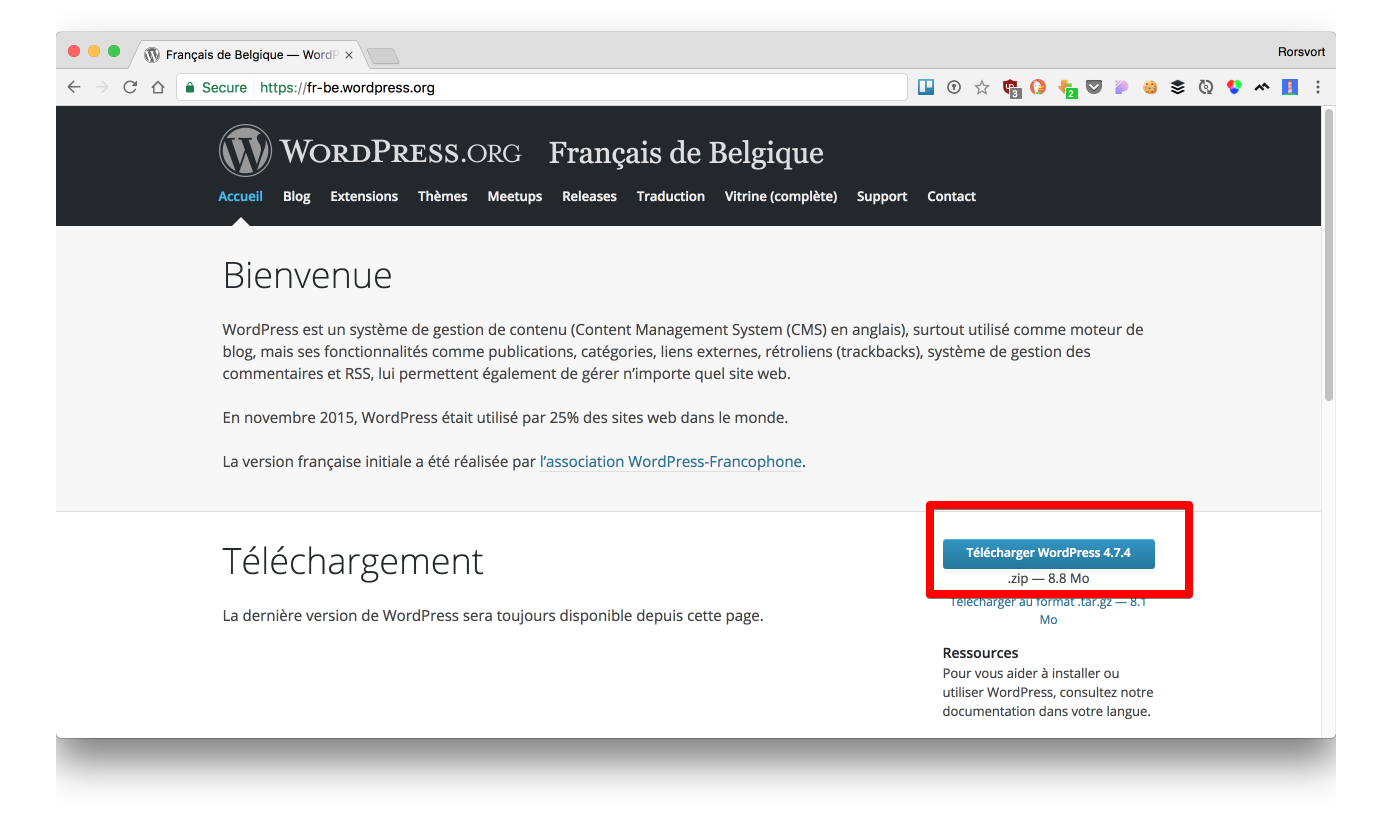 Français de Belgique — WordP
Rorsvort
Secure https://fr-be.wordpress.org
3
2
WORDPRESS.ORG Français de Belgique
Accueil Blog Extensions Thèmes Meetups Releases Traduction Vitrine (complète) Support Contact
Bienvenue
WordPress est un système de gestion de contenu (Content Management System (CMS) en anglais), surtout utilisé comme moteur de
blog, mais ses fonctionnalités comme publications, catégories, liens externes, rétroliens (trackbacks), système de gestion des
commentaires et RSS, lui permettent également de gérer n’importe quel site web.
En novembre 2015, WordPress était utilisé par 25% des sites web dans le monde.
La version française initiale a été réalisée par l’association WordPress-Francophone.
Téléchargement
La dernière version de WordPress sera toujours disponible depuis cette page.
Télécharger WordPress 4.7.4
.zip — 8.8 Mo
Télécharger au format .tar.gz — 8.1
Mo
Ressources
Pour vous aider à installer ou
utiliser WordPress, consultez notre
documentation dans votre langue.